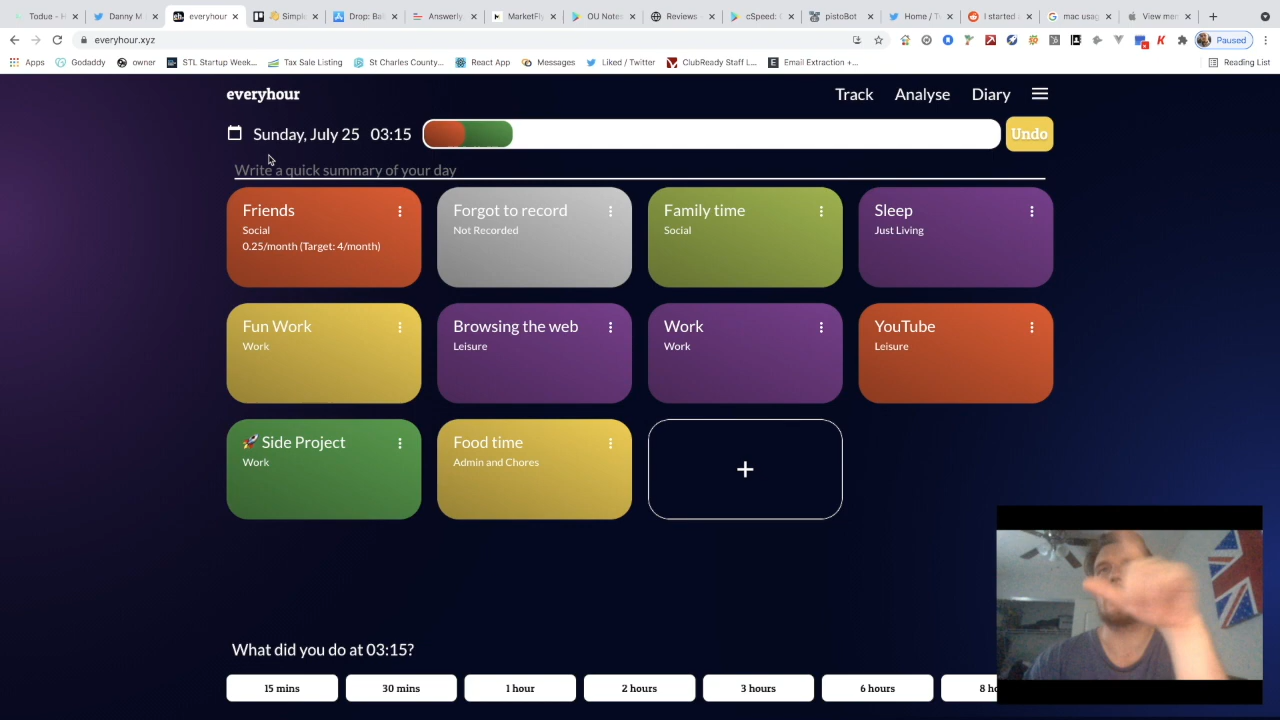 Todue - H
Danny M
everyhour
Simple
Drop: Ba
Answerly
MarketFly
OU Notes
Reviews
cSpeed:
pistoBot
Home / T
I started
mac usag
View mem
everyhour.xyz
Paused
Apps
Godaddy
owner
STL Startup Week...
Tax Sale Listing
St Charles County...
React App
Messages
Liked / Twitter
ClubReady Staff L...
Email Extraction +...
Reading List
everyhour
Track
Analyse
Diary
Sunday, July 25 03:15
Undo
Write a quick summary of your day
Friends
Social
0.25/month (Target: 4/month)
Forgot to record
Not Recorded
Family time
Social
Sleep
Just Living
Fun Work
Work
Browsing the web
Leisure
Work
Work
YouTube
Leisure
🚀 Side Project
Work
Food time
Admin and Chores
+
What did you do at 03:15?
15 mins
30 mins
1 hour
2 hours
3 hours
6 hours
8 ho